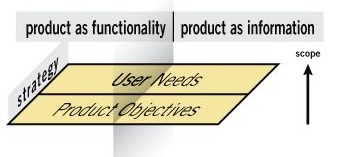 product as functionality | product as information
scope
strategy
User Needs
Product Objectives